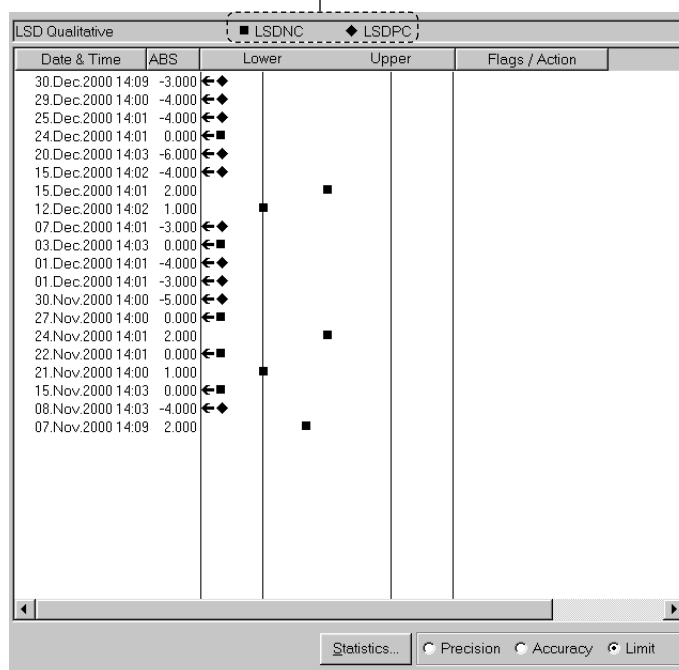 LSD Qualitative ■ LSDNC ◆ LSDPC
Date & Time ABS Lower Upper Flags / Action
30.Dec.2000 14:09 -3.000
29.Dec.2000 14:00 -4.000
25.Dec.2000 14:01 -4.000
24.Dec.2000 14:01 0.000
20.Dec.2000 14:03 -6.000
15.Dec.2000 14:02 -4.000
15.Dec.2000 14:01 2.000
12.Dec.2000 14:02 1.000
07.Dec.2000 14:01 -3.000
03.Dec.2000 14:03 0.000
01.Dec.2000 14:01 -4.000
01.Dec.2000 14:01 -3.000
30.Nov.2000 14:00 -5.000
27.Nov.2000 14:00 0.000
24.Nov.2000 14:01 2.000
22.Nov.2000 14:01 0.000
21.Nov.2000 14:00 1.000
15.Nov.2000 14:03 0.000
08.Nov.2000 14:03 -4.000
07.Nov.2000 14:09 2.000
Statistics... Precision Accuracy Limit